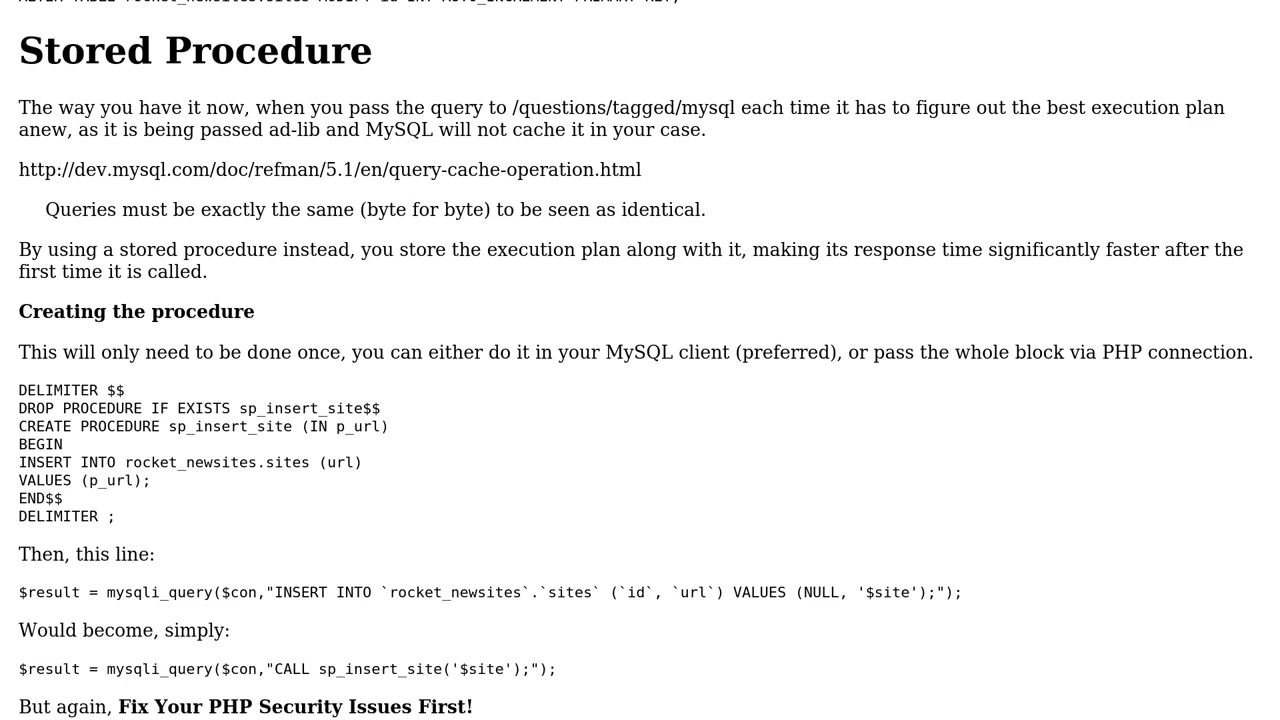 Stored Procedure
The way you have it now, when you pass the query to /questions/tagged/mysql each time it has to figure out the best execution plan
anew, as it is being passed ad-lib and MySQL will not cache it in your case.
http://dev.mysql.com/doc/refman/5.1/en/query-cache-operation.html
Queries must be exactly the same (byte for byte) to be seen as identical.
By using a stored procedure instead, you store the execution plan along with it, making its response time significantly faster after the
first time it is called.
Creating the procedure
This will only need to be done once, you can either do it in your MySQL client (preferred), or pass the whole block via PHP connection.
DELIMITER $$
DROP PROCEDURE IF EXISTS sp_insert_site$$
CREATE PROCEDURE sp_insert_site (IN p_url)
BEGIN
INSERT INTO rocket_newsites.sites (url)
VALUES (p_url);
END$$
DELIMITER ;
Then, this line:
$result = mysqli_query($con,"INSERT INTO `rocket_newsites`.`sites` (`id`, `url`) VALUES (NULL, '$site');");
Would become, simply:
$result = mysqli_query($con,"CALL sp_insert_site('$site');");
But again, Fix Your PHP Security Issues First!